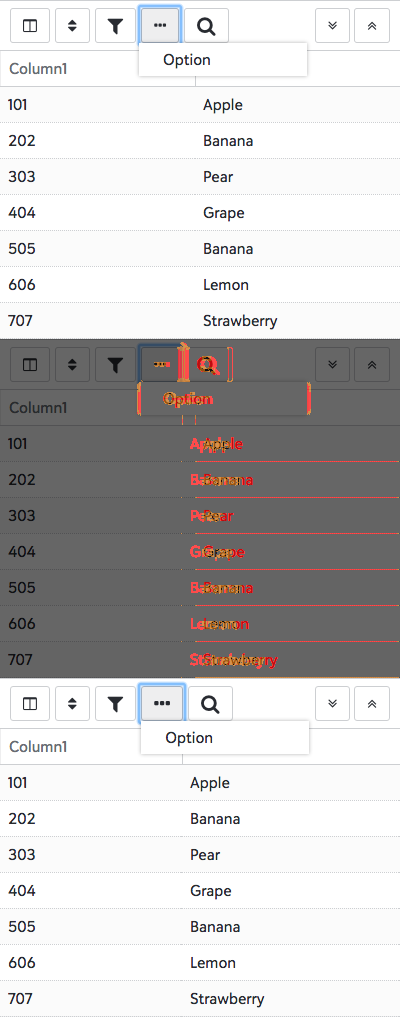 Option
Column1
101 Apple
202 Banana
303 Pear
404 Grape
505 Banana
606 Lemon
707 Strawberry
Option
Column1
101 Apple
202 Banana
303 Pear
404 Grape
505 Banana
606 Lemon
707 Strawberry
Option
Column1
101 Apple
202 Banana
303 Pear
404 Grape
505 Banana
606 Lemon
707 Strawberry